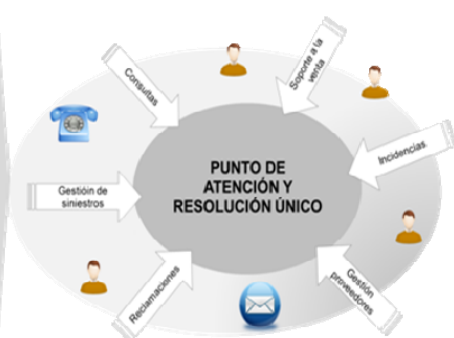 Consultas
Soporte a la
venta
Incidencias
PUNTO DE
ATENCIÓN Y
RESOLUCIÓN ÚNICO
Gestión de
siniestros
Reclamaciones
Gestión
proveedores